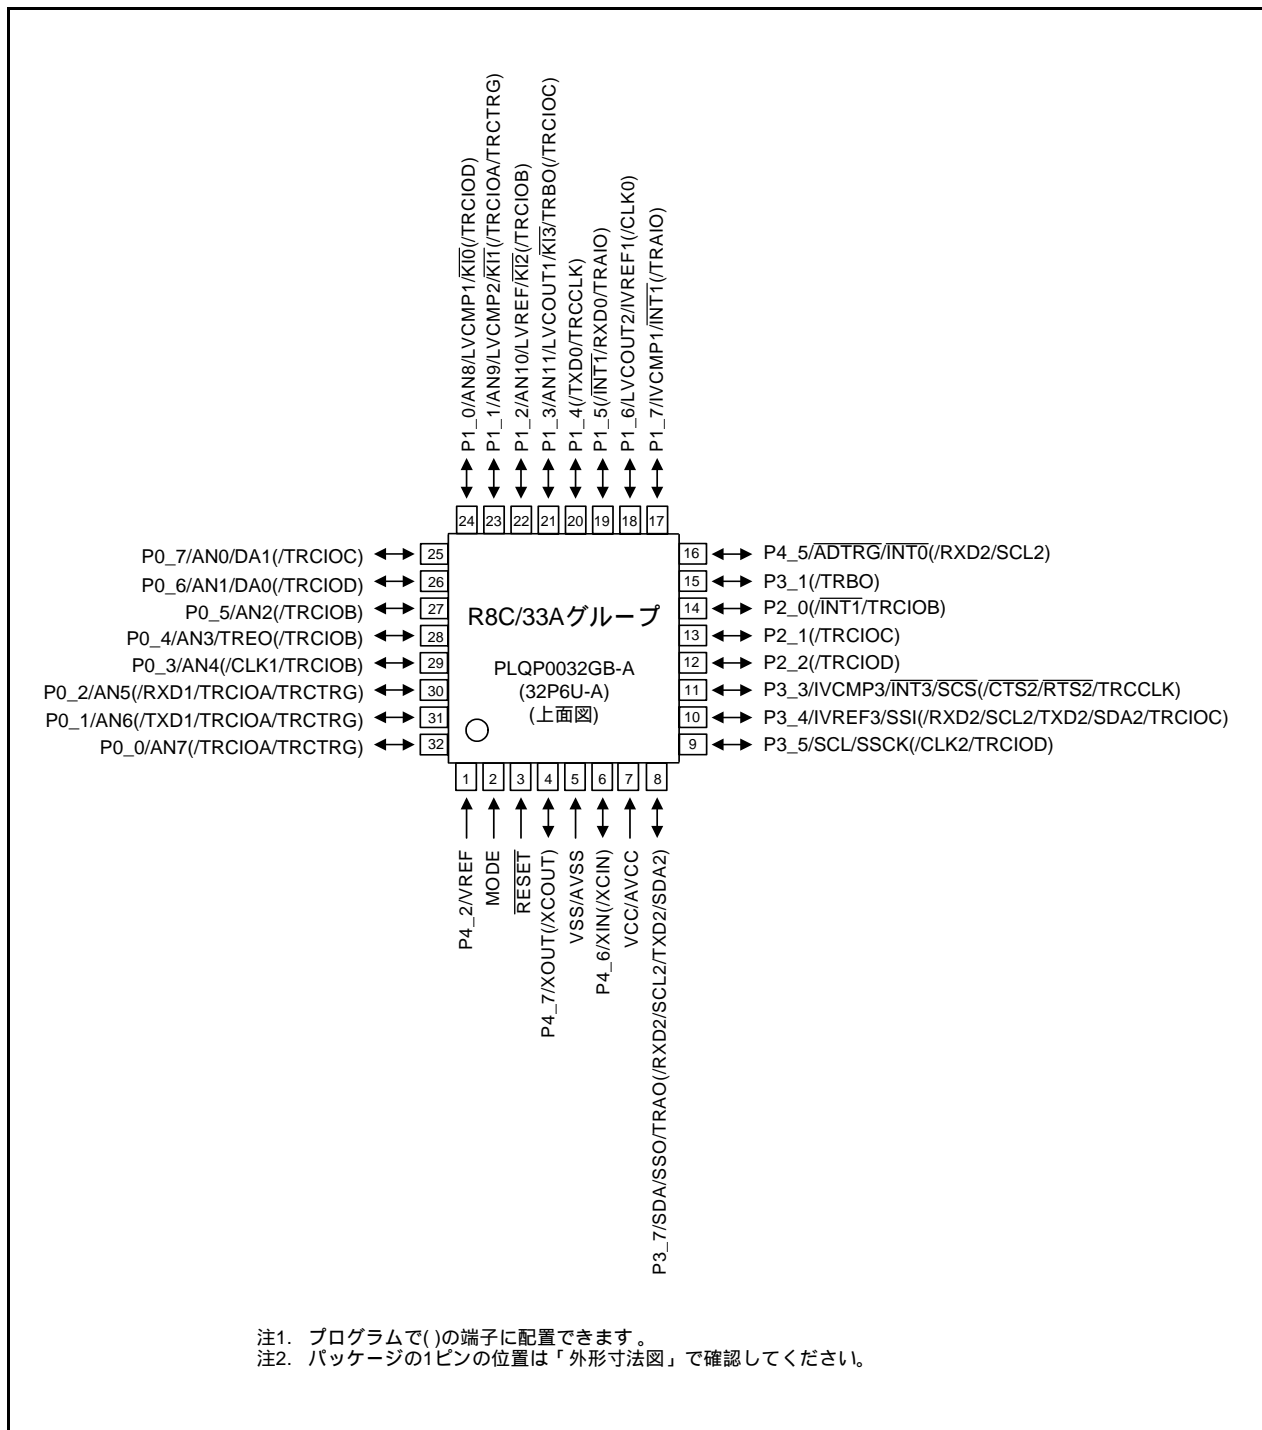 P1_0/AN8/LVCMP1/KI0(/TRCIOD)
P1_1/AN9/LVCMP2/KI1(/TRCIOA/TRCTRG)
P1_2/AN10/LVREF/KI2(/TRCIOB)
P1_3/AN11/LVCOUT1/KI3/TRBO(/TRCIOC)
P1_4(/TXD0/TRCCLK)
P1_5(/INT1/RXD0/TRAIO)
P1_6/LVCOUT2/IVREF1(/CLK0)
P1_7/IVCMP1/INT1(/TRAIO)
24 23 22 21 20 19 18 17
P0_7/AN0/DA1(/TRCIOC) 25
P0_6/AN1/DA0(/TRCIOD) 26
P0_5/AN2(/TRCIOB) 27
P0_4/AN3/TREO(/TRCIOB) 28
P0_3/AN4(/CLK1/TRCIOB) 29
P0_2/AN5(/RXD1/TRCIOA/TRCTRG) 30
P0_1/AN6(/TXD1/TRCIOA/TRCTRG) 31
P0_0/AN7(/TRCIOA/TRCTRG) 32
R8C/33Aグループ
PLQP0032GB-A
(32P6U-A)
(上面図)
16 P4_5/ADTRG/INT0(/RXD2/SCL2)
15 P3_1(/TRBO)
14 P2_0(/INT1/TRCIOB)
13 P2_1(/TRCIOC)
12 P2_2(/TRCIOD)
11 P3_3/IVCMP3/INT3/SCS(/CTS2/RTS2/TRCCLK)
10 P3_4/IVREF3/SSI(/RXD2/SCL2/TXD2/SDA2/TRCIOC)
9 P3_5/SCL/SSCK(/CLK2/TRCIOD)
1 2 3 4 5 6 7 8
P4_2/VREF
MODE
RESET
P4_7/XOUT(/XCOUT)
VSS/AVSS
P4_6/XIN(/XCIN)
VCC/AVCC
P3_7/SDA/SSO/TRAO(/RXD2/SCL2/TXD2/SDA2)
注1. プログラムで( )の端子に配置できます。
注2. パッケージの1ピンの位置は「外形寸法図」で確認してください。